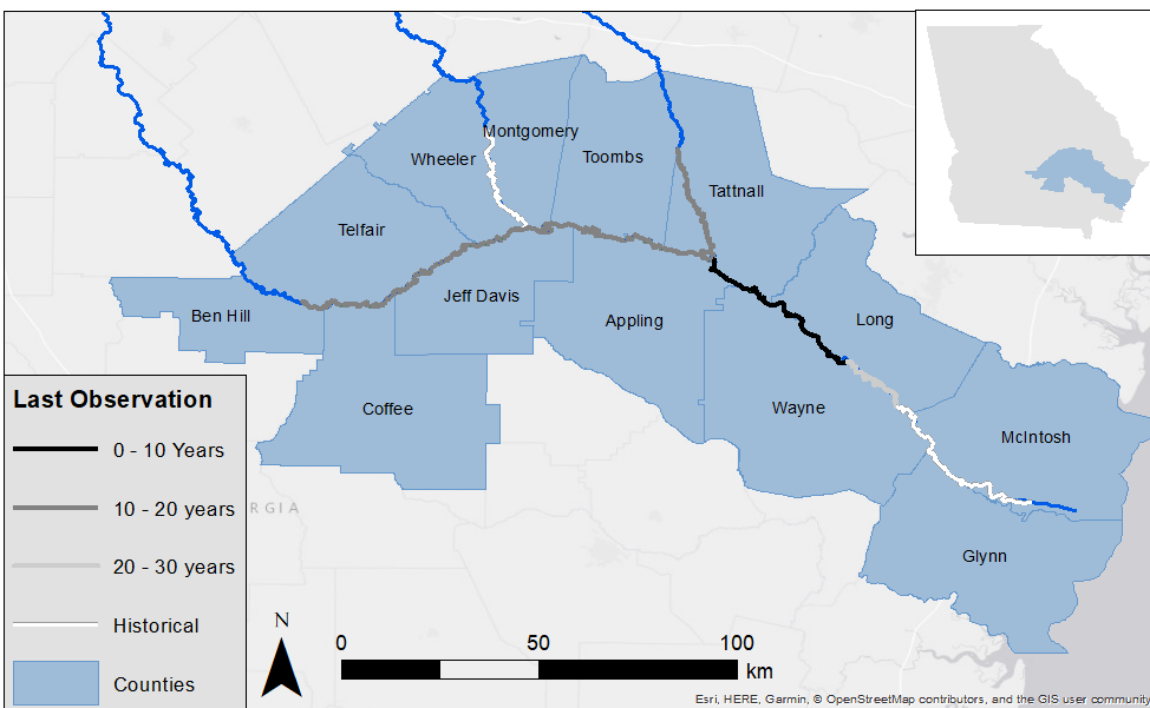 Montgomery
Wheeler
Toombs
Tattnall
Telfair
Jeff Davis
Ben Hill
Appling
Long
Coffee
Wayne
McIntosh
Glynn
RGIA
Last Observation
0 - 10 Years
10 - 20 years
20 - 30 years
Historical
Counties
N
0 50 100
km
Esri, HERE, Garmin, © OpenStreetMap contributors, and the GIS user community